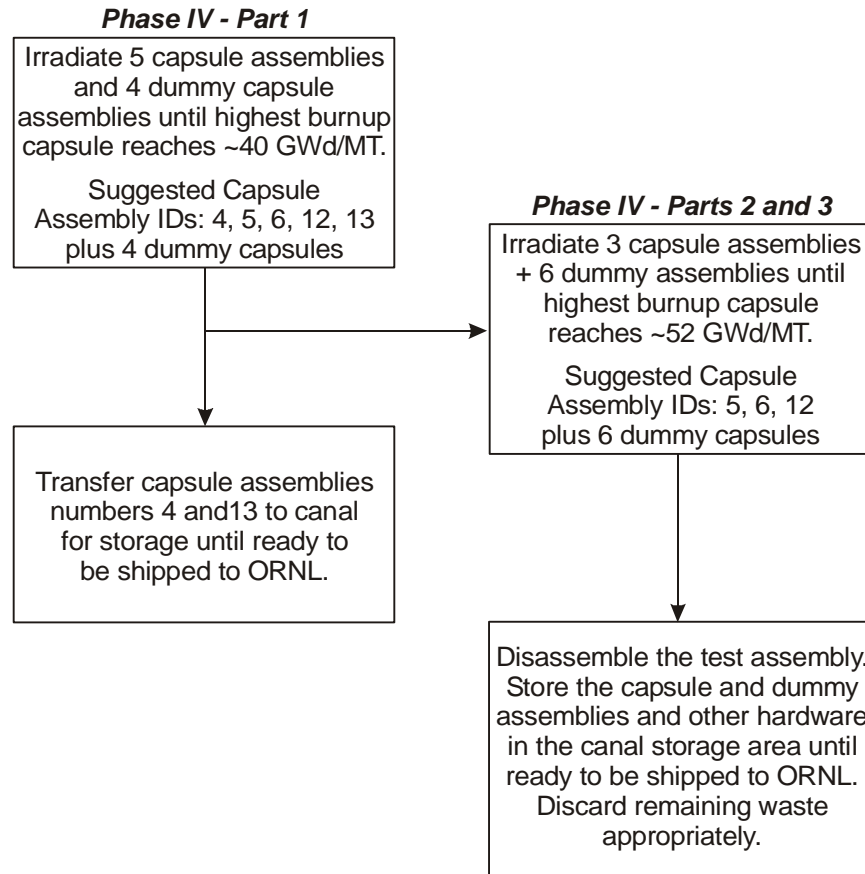 Phase IV - Part 1
Irradiate 5 capsule assemblies
and 4 dummy capsule
assemblies until highest burnup
capsule reaches ~40 GWd/MT.
Suggested Capsule
Assembly IDs: 4, 5, 6, 12, 13
plus 4 dummy capsules
Phase IV - Parts 2 and 3
Irradiate 3 capsule assemblies
+ 6 dummy assemblies until
highest burnup capsule
reaches ~52 GWd/MT.
Suggested Capsule
Assembly IDs: 5, 6, 12
plus 6 dummy capsules
Transfer capsule assemblies
numbers 4 and13 to canal
for storage until ready to
be shipped to ORNL.
Disassemble the test assembly.
Store the capsule and dummy
assemblies and other hardware
in the canal storage area until
ready to be shipped to ORNL.
Discard remaining waste
appropriately.